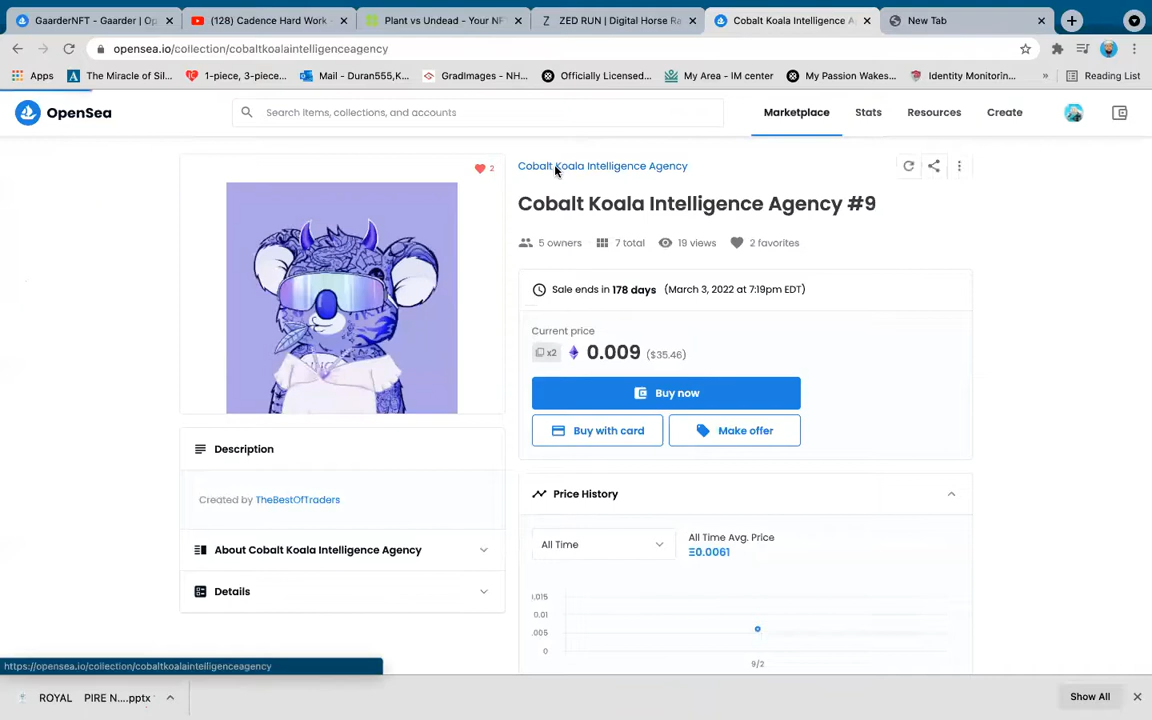 GaarderNFT - Gaarder | Op
(128) Cadence Hard Work -
Plant vs Undead - Your NF
ZED RUN | Digital Horse Ra
Cobalt Koala Intelligence A
New Tab
opensea.io/collection/cobaltkoalaintelligenceagency
Apps
The Miracle of Sil...
1-piece, 3-piece...
Mail - Duran555,K...
GradImages - NH...
Officially Licensed...
My Area - IM center
My Passion Wakes...
Identity Monitorin...
»
Reading List
OpenSea
Search items, collections, and accounts
Marketplace
Stats
Resources
Create
2
Cobalt Koala Intelligence Agency
Cobalt Koala Intelligence Agency #9
5 owners
7 total
19 views
2 favorites
Sale ends in 178 days (March 3, 2022 at 7:19pm EDT)
Current price
x2
0.009 ($35.46)
Buy now
Buy with card
Make offer
Description
Created by TheBestOfTraders
About Cobalt Koala Intelligence Agency
Details
Price History
All Time
All Time Avg. Price
Ξ0.0061
0.015
0.01
.005
0
9/2
https://opensea.io/collection/cobaltkoalaintelligenceagency
ROYAL PIRE N....pptx
Show All